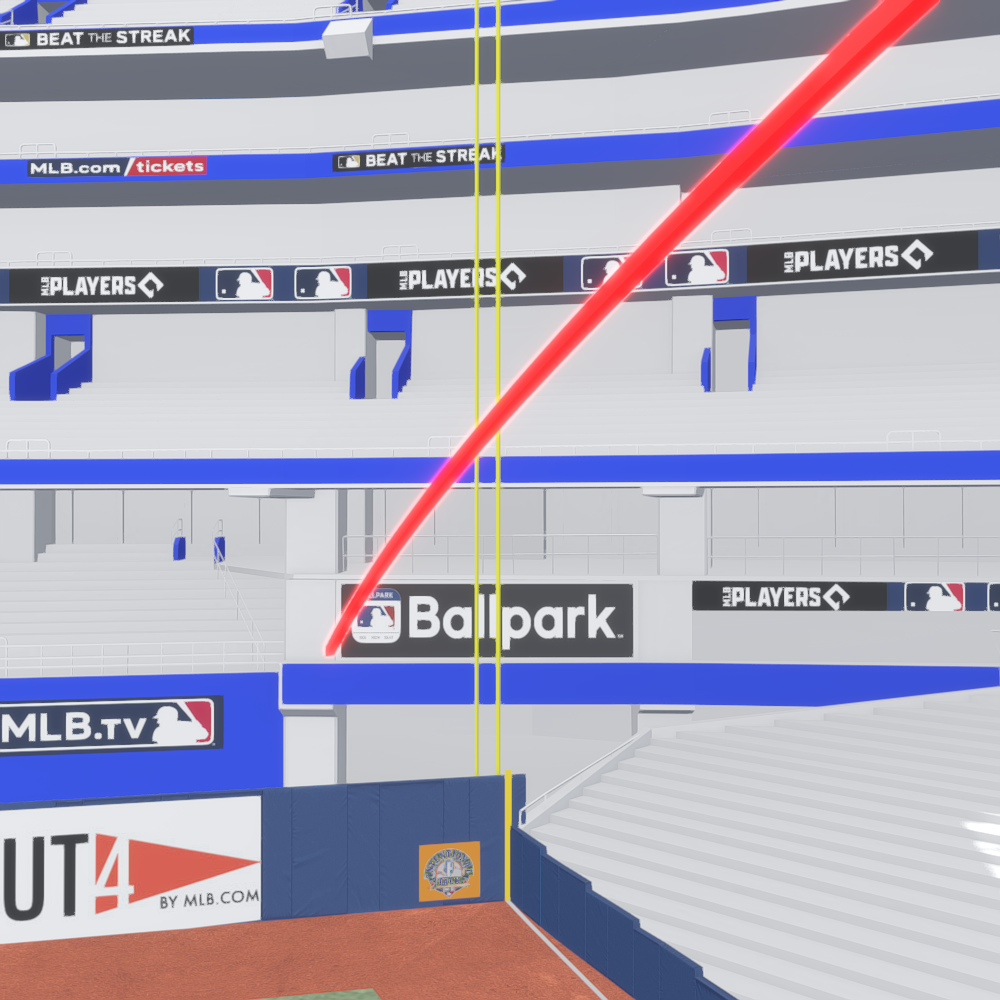 BEAT THE STREAK
MLB.com/tickets
BEAT THE STREAK
MLB PLAYERS
MLB PLAYERS
MLB PLAYERS
Ballpark
MLB PLAYERS
MLB.TV
UT4
BY MLB.COM